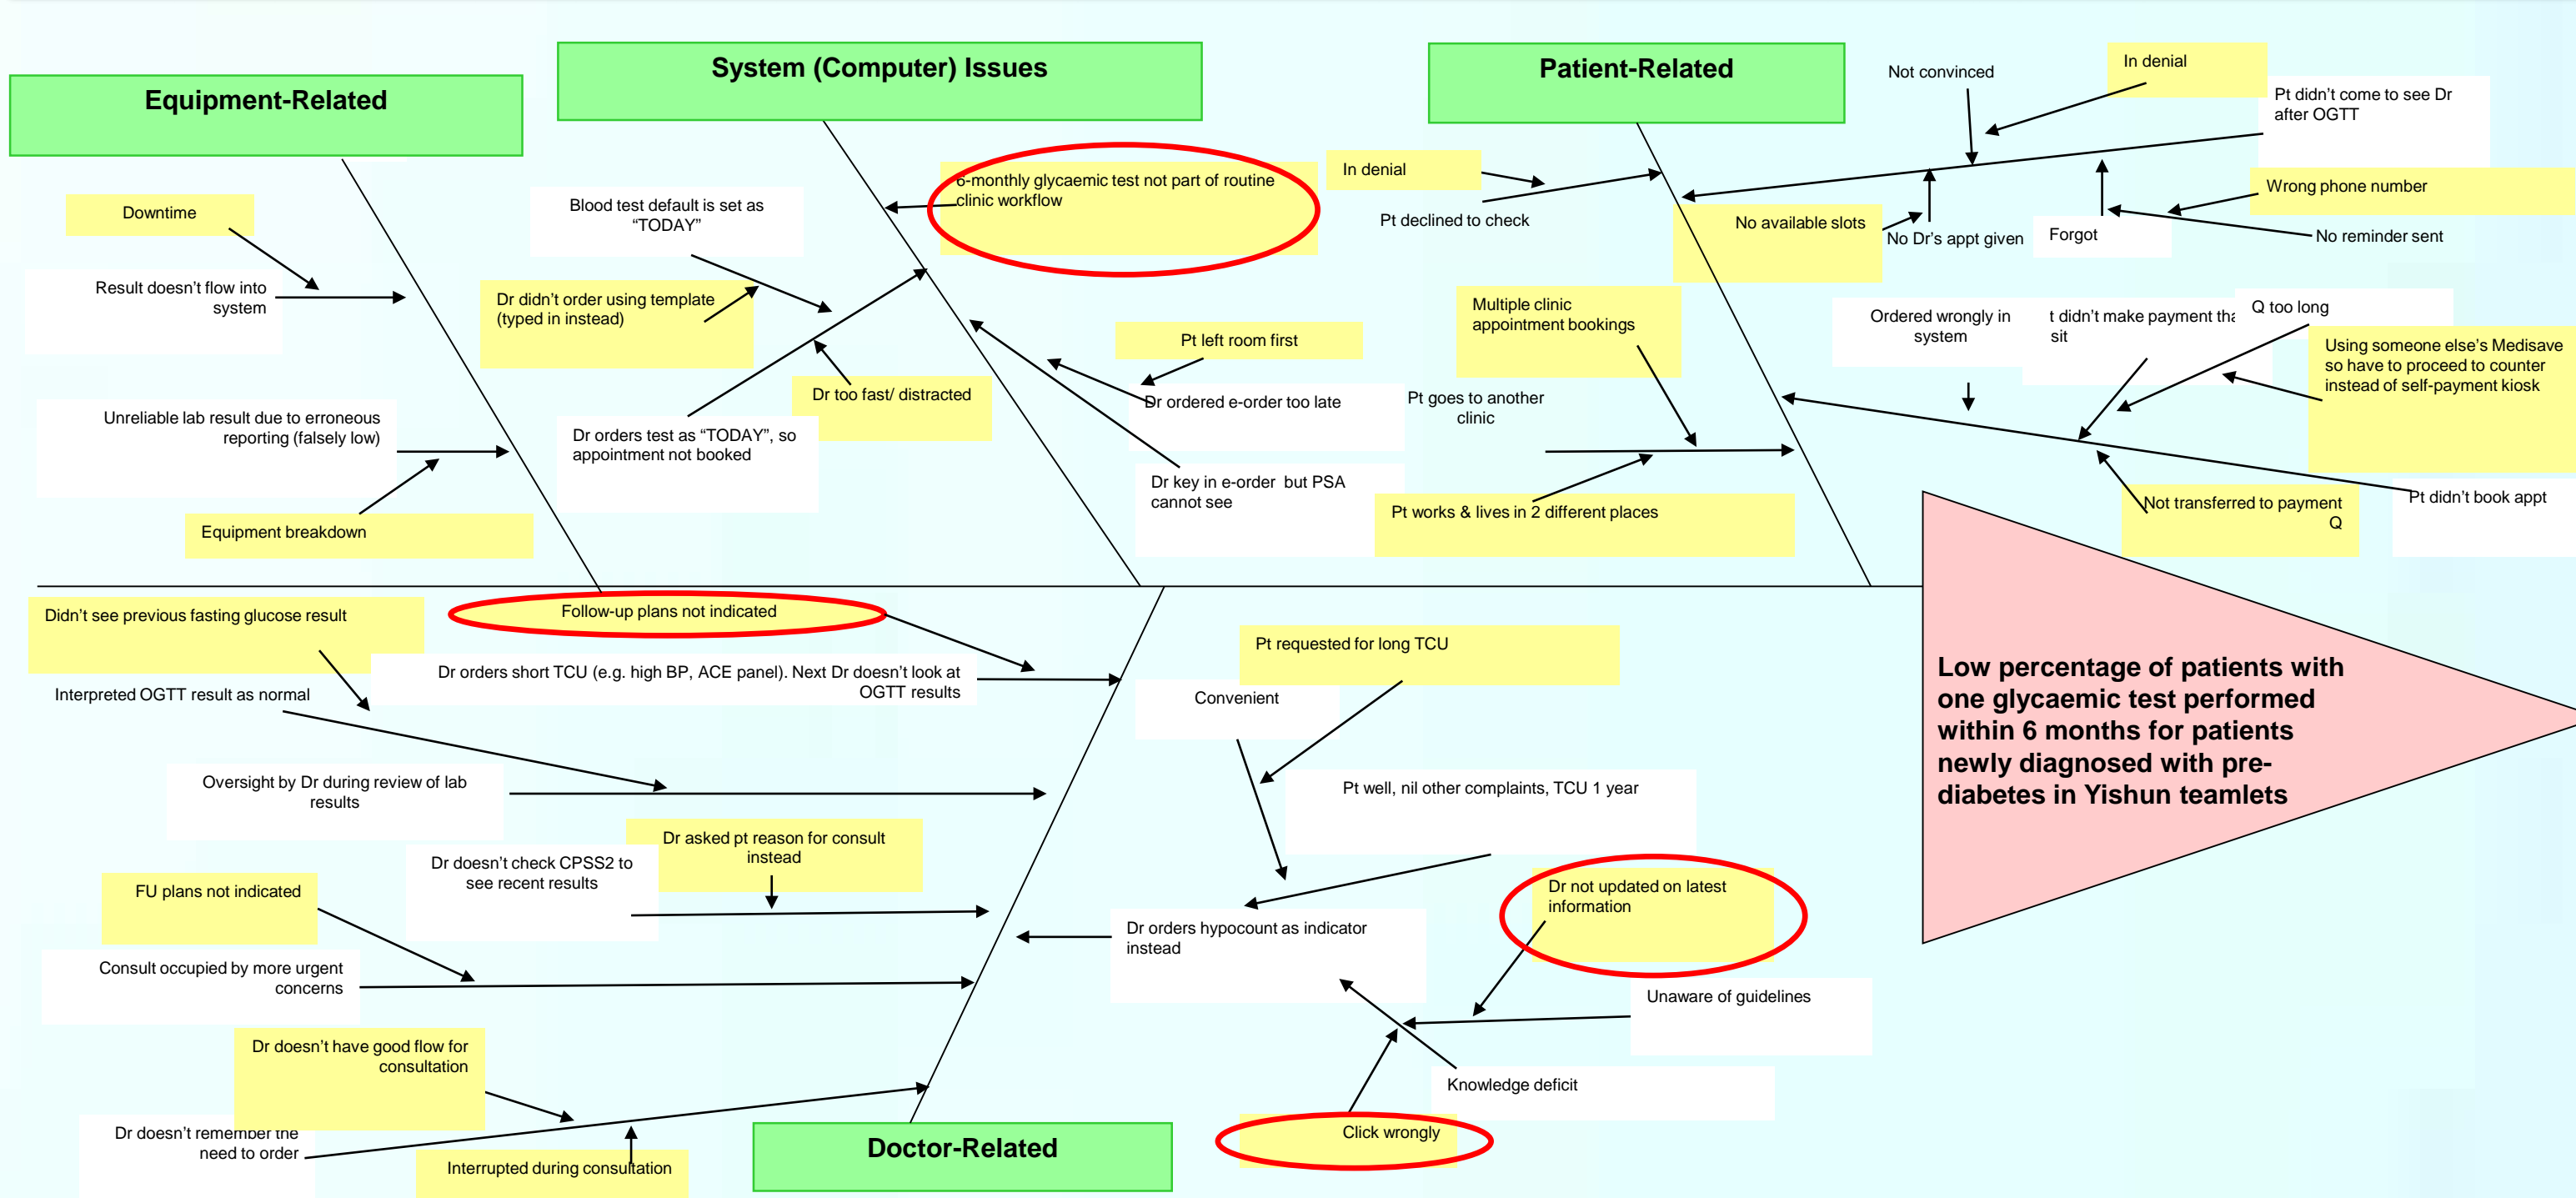 System (Computer) Issues
Patient-Related
Equipment-Related
In denial
Not convinced
Pt didn’t come to see Dr
after OGTT
In denial
Pt declined to check
6-monthly glycaemic test not part of routine
clinic workflow
Wrong phone number
No available slots
No Dr’s appt given
Forgot
No reminder sent
Downtime
Blood test default is set as
“TODAY”
Result doesn’t flow into
system
Dr didn’t order using template
(typed in instead)
Multiple clinic
appointment bookings
Ordered wrongly in
system
t didn’t make payment
sit
Q too long
Using someone else’s Medisave
so have to proceed to counter
instead of self-payment kiosk
Pt left room first
Dr too fast/ distracted
Dr ordered e-order too late
Pt goes to another
clinic
Unreliable lab result due to erroneous
reporting (falsely low)
Dr orders test as “TODAY”, so
appointment not booked
Dr key in e-order  but PSA
cannot see
Pt works & lives in 2 different places
Not transferred to payment
Q
Pt didn’t book appt
Equipment breakdown
Didn’t see previous fasting glucose result
Follow-up plans not indicated
Pt requested for long TCU
Dr orders short TCU (e.g. high BP, ACE panel). Next Dr doesn’t look at
OGTT results
Interpreted OGTT result as normal
Convenient
Low percentage of patients with
one glycaemic test performed
within 6 months for patients
newly diagnosed with pre-
diabetes in Yishun teamlets
Oversight by Dr during review of lab
results
Pt well, nil other complaints, TCU 1 year
Dr asked pt reason for consult
instead
Dr doesn’t check CPSS2 to
see recent results
FU plans not indicated
Dr not updated on latest
information
Dr orders hypocount as indicator
instead
Consult occupied by more urgent
concerns
Unaware of guidelines
Dr doesn’t have good flow for
consultation
Knowledge deficit
Dr doesn’t remember the
need to order
Click wrongly
Interrupted during consultation
Doctor-Related